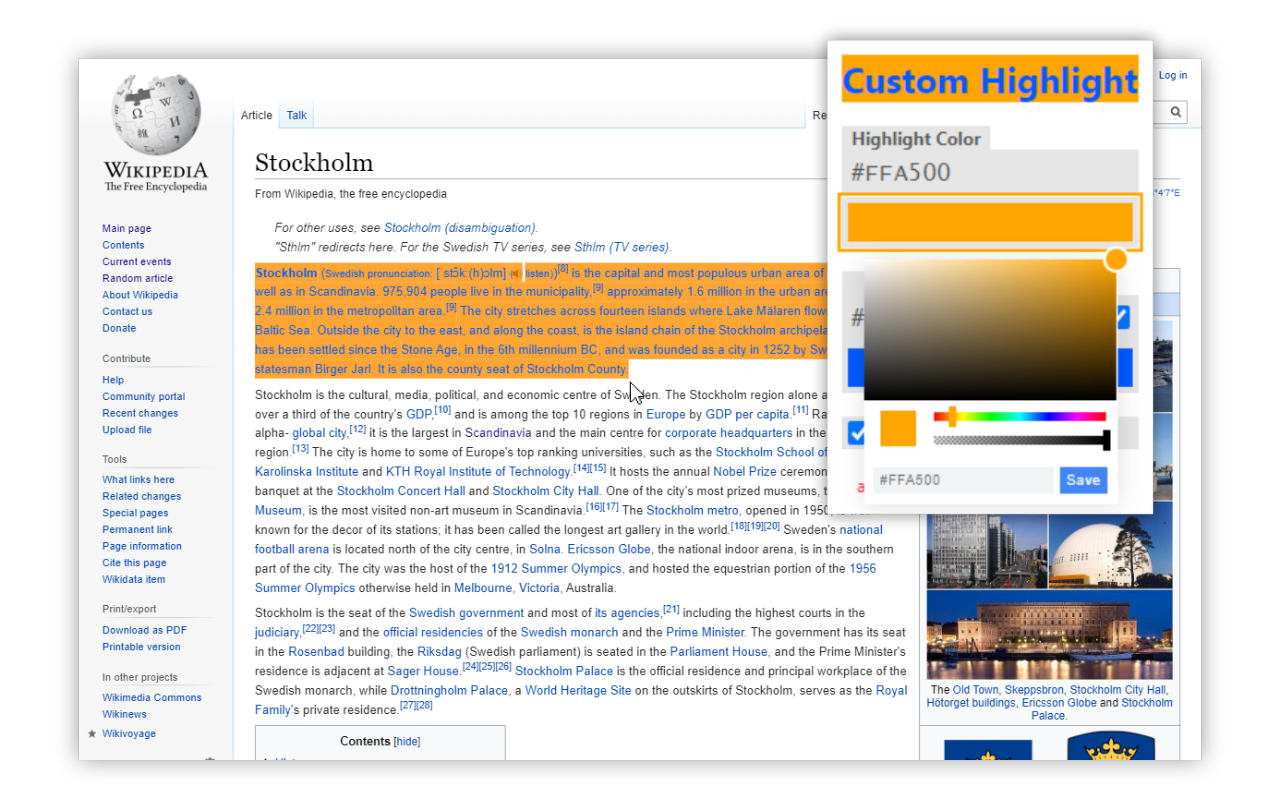 Custom Highlight
Log in
Article Talk
Re
Highlight Color
#FFA500
WIKIPEDIA
The Free Encyclopedia
Stockholm
From Wikipedia, the free encyclopedia
°4'7"E
For other uses, see Stockholm (disambiguation).
"Sthlm" redirects here. For the Swedish TV series, see Sthlm (TV series).
Main page
Contents
Current events
Random article
About Wikipedia
Contact us
Donate
Contribute
Help
Community portal
Recent changes
Upload file
Tools
What links here
Related changes
Special pages
Permanent link
Page information
Cite this page
Wikidata item
Print/export
Download as PDF
Printable version
In other projects
Wikimedia Commons
Wikinews
Wikivoyage
Stockholm (Swedish pronunciation: listen))[8] is the capital and most populous urban area of
well as in Scandinavia. 975,904 people live in the municipality,[9] approximately 1.6 million in the urban are
2.4 million in the metropolitan area.[9] The city stretches across fourteen islands where Lake Mälaren flow
Baltic Sea. Outside the city to the east, and along the coast, is the island chain of the Stockholm archipela
has been settled since the Stone Age, in the 6th millennium BC, and was founded as a city in 1252 by Sw
statesman Birger Jarl. It is also the county seat of Stockholm County.
Stockholm is the cultural, media, political, and economic centre of Sweden. The Stockholm region alone a
over a third of the country's GDP,[10] and is among the top 10 regions in Europe by GDP per capita.[11] Ra
alpha- global city,[12] it is the largest in Scandinavia and the main centre for corporate headquarters in the
region.[13] The city is home to some of Europe's top ranking universities, such as the Stockholm School of
Karolinska Institute and KTH Royal Institute of Technology.[14][15] It hosts the annual Nobel Prize ceremon
banquet at the Stockholm Concert Hall and Stockholm City Hall. One of the city's most prized museums, t
Museum, is the most visited non-art museum in Scandinavia.[16][17] The Stockholm metro, opened in 1950,
known for the decor of its stations; it has been called the longest art gallery in the world.[18][19][20] Sweden's national
football arena is located north of the city centre, in Solna. Ericsson Globe, the national indoor arena, is in the southern
part of the city. The city was the host of the 1912 Summer Olympics, and hosted the equestrian portion of the 1956
Summer Olympics otherwise held in Melbourne, Victoria, Australia.
Stockholm is the seat of the Swedish government and most of its agencies,[21] including the highest courts in the
judiciary,[22][23] and the official residencies of the Swedish monarch and the Prime Minister. The government has its seat
in the Rosenbad building, the Riksdag (Swedish parliament) is seated in the Parliament House, and the Prime Minister's
residence is adjacent at Sager House.[24][25][26] Stockholm Palace is the official residence and principal workplace of the
Swedish monarch, while Drottningholm Palace, a World Heritage Site on the outskirts of Stockholm, serves as the Royal
Family's private residence.[27][28]
Contents [hide]
#
a
#FFA500
Save
The Old Town, Skeppsbron, Stockholm City Hall,
Hötorget buildings, Ericsson Globe and Stockholm
Palace.